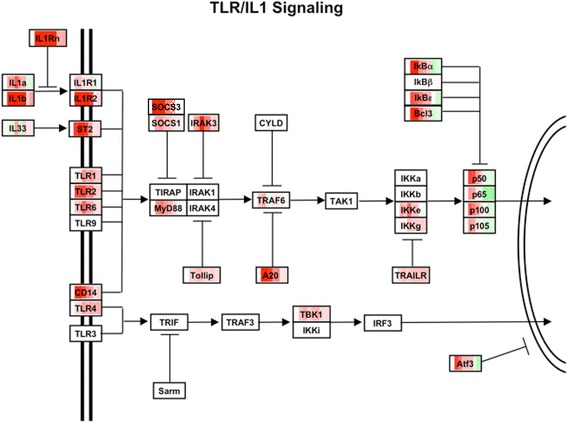 TLR/IL1 Signaling
IL1Rn
IL1a
IL1b
IL33
IL1R1
IL1R2
ST2
TLR1
TLR2
TLR6
TLR9
CD14
TLR4
TLR3
SOCS3
SOCS1
IRAK3
TIRAP
MyD88
IRAK1
IRAK4
Tollip
CYLD
TRAF6
A20
TAK1
IKKa
IKKb
IKKe
IKKg
TRAILR
IkBα
IkBβ
IkBε
Bcl3
p50
p65
p100
p105
TRIF
Sarm
TRAF3
TBK1
IKKi
IRF3
Atf3